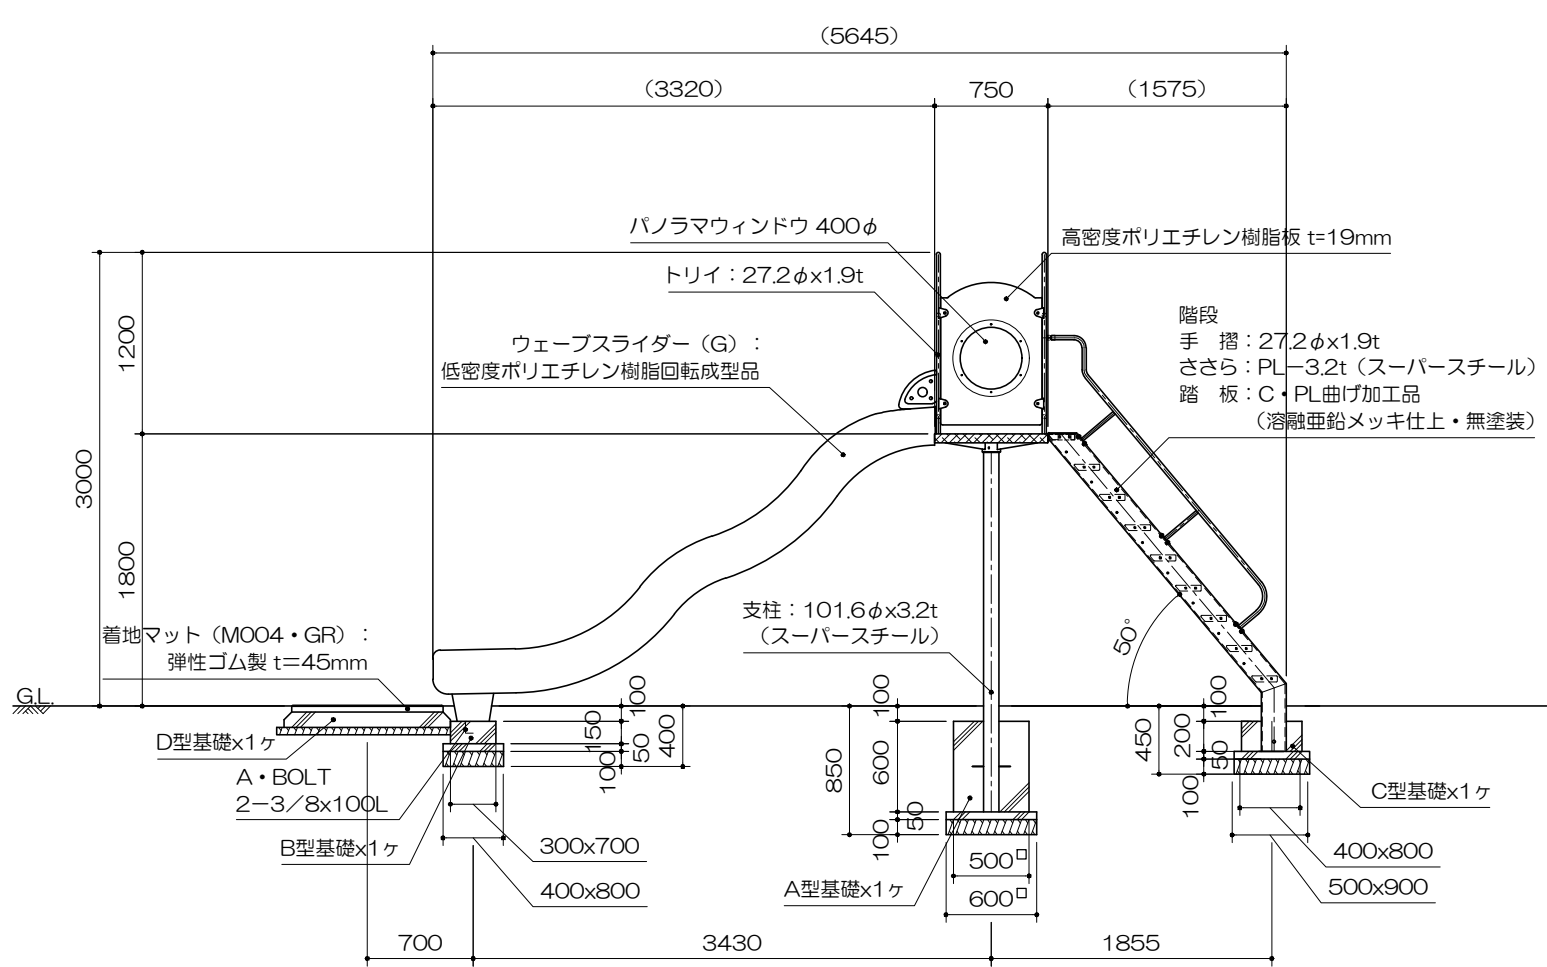 （5645）
（3320）
750
（1575）
パノラマウィンドウ 400φ
高密度ポリエチレン樹脂板 t=19mm
トリイ：27.2φx1.9t
階段
手　摺：27.2φx1.9t
ささら：PL－3.2t（スーパースチール）
踏　板：C・PL曲げ加工品
（溶融亜鉛メッキ仕上・無塗装）
ウェーブスライダー（G）：
低密度ポリエチレン樹脂回転成型品
1200
3000
1800
支柱：101.6φx3.2t
（スーパースチール）
50°
着地マット（M004・GR）：
弾性ゴム製 t＝45mm
G.L.
100
150
50
100
400
100
600
50
100
850
100
200
50
100
450
D型基礎x1ヶ
A・BOLT
2－3／8x100L
B型基礎x1ヶ
300x700
400x800
A型基礎x1ヶ
500□
600□
C型基礎x1ヶ
400x800
500x900
700
3430
1855